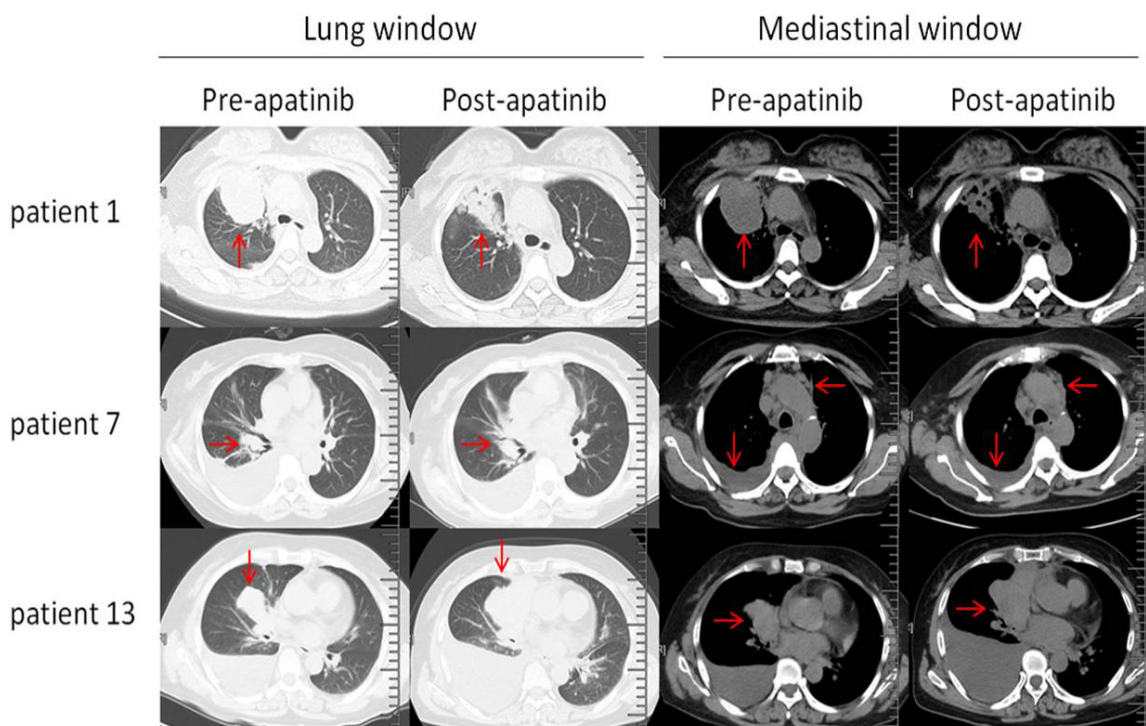 Lung window
Mediastinal window
Pre-apatinib
Post-apatinib
Pre-apatinib
Post-apatinib
patient 1
patient 7
patient 13